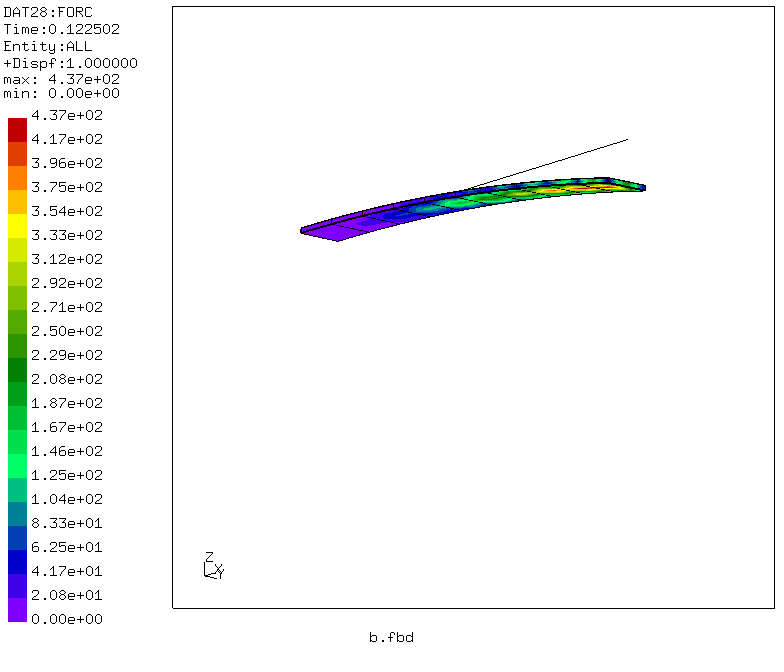 DAT28:FORC
Time:0.122502
Entity:ALL
+Dispf:1.000000
max: 4.37e+02
min: 0.00e+00
4.37e+02
4.17e+02
3.96e+02
3.75e+02
3.54e+02
3.33e+02
3.12e+02
2.92e+02
2.71e+02
2.50e+02
2.29e+02
2.08e+02
1.87e+02
1.67e+02
1.46e+02
1.25e+02
1.04e+02
8.33e+01
6.25e+01
4.17e+01
2.08e+01
0.00e+00
Z
X
Y
b.fbd